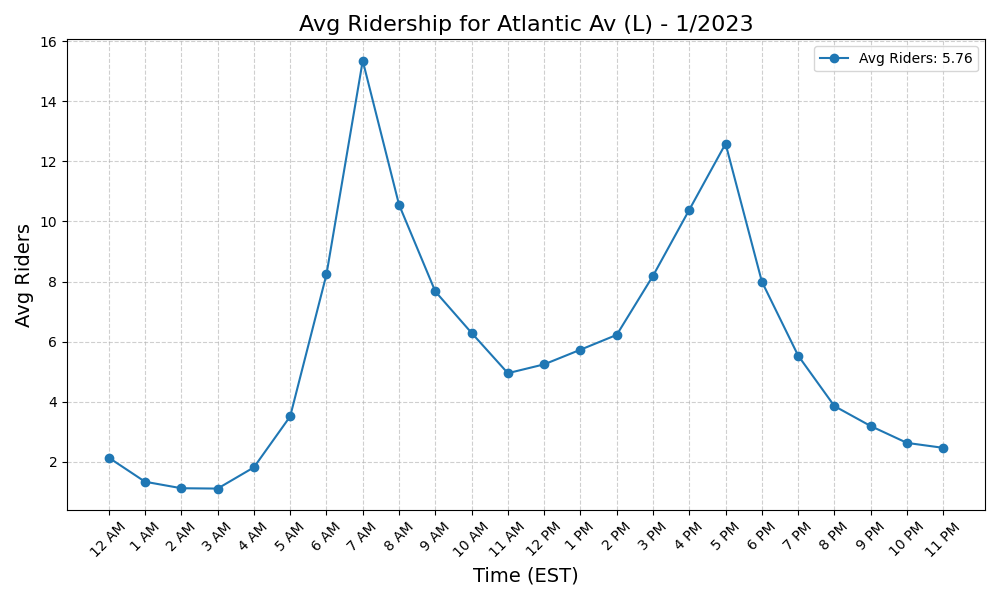 Avg Ridership for Atlantic Av (L) - 1/2023
Avg Riders: 5.76
Avg Riders
16
14
12
10
8
6
4
2
12 AM
1 AM
2 AM
3 AM
4 AM
5 AM
6 AM
7 AM
8 AM
9 AM
10 AM
11 AM
12 PM
1 PM
2 PM
3 PM
4 PM
5 PM
6 PM
7 PM
8 PM
9 PM
10 PM
11 PM
Time (EST)